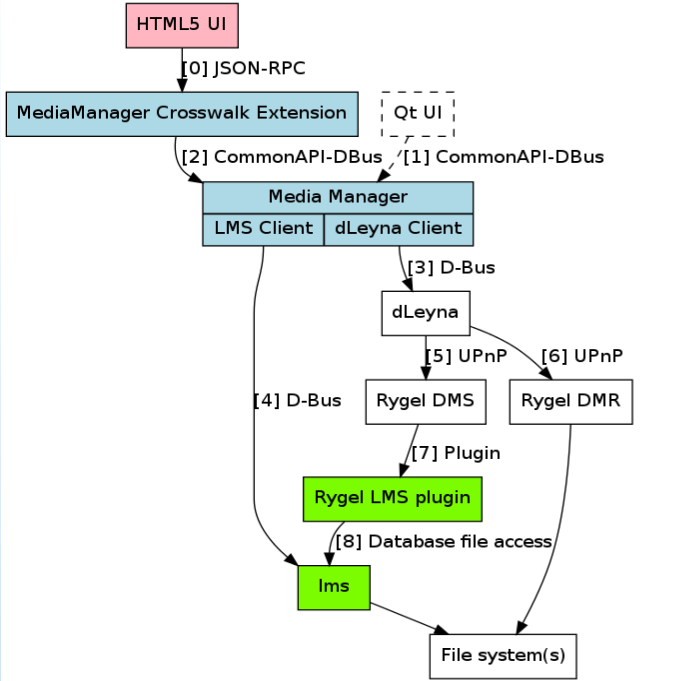 HTML5 UI
[0] JSON-RPC
MediaManager Crosswalk Extension
Qt UI
[2] CommonAPI-DBus
[1] CommonAPI-DBus
Media Manager
LMS Client
dLeyna Client
[3] D-Bus
dLeyna
[5] UPnP
[6] UPnP
[4] D-Bus
Rygel DMS
Rygel DMR
[7] Plugin
Rygel LMS plugin
[8] Database file access
lms
File system(s)